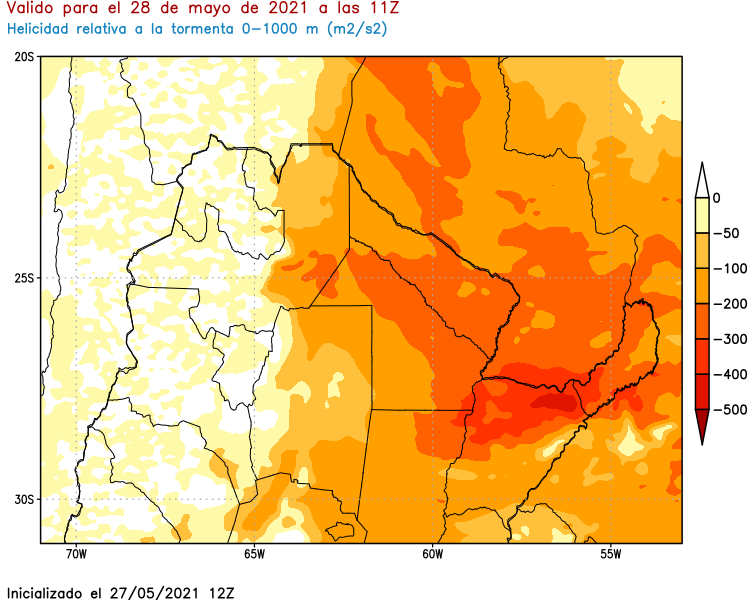 Valido para el 28 de mayo de 2021 a las 11Z
Helicidad relativa a la tormenta 0-1000 m (m2/s2)
20S
25S
30S
70W
65W
60W
55W
0
-50
-100
-200
-300
-400
-500
Inicializado el 27/05/2021 12Z